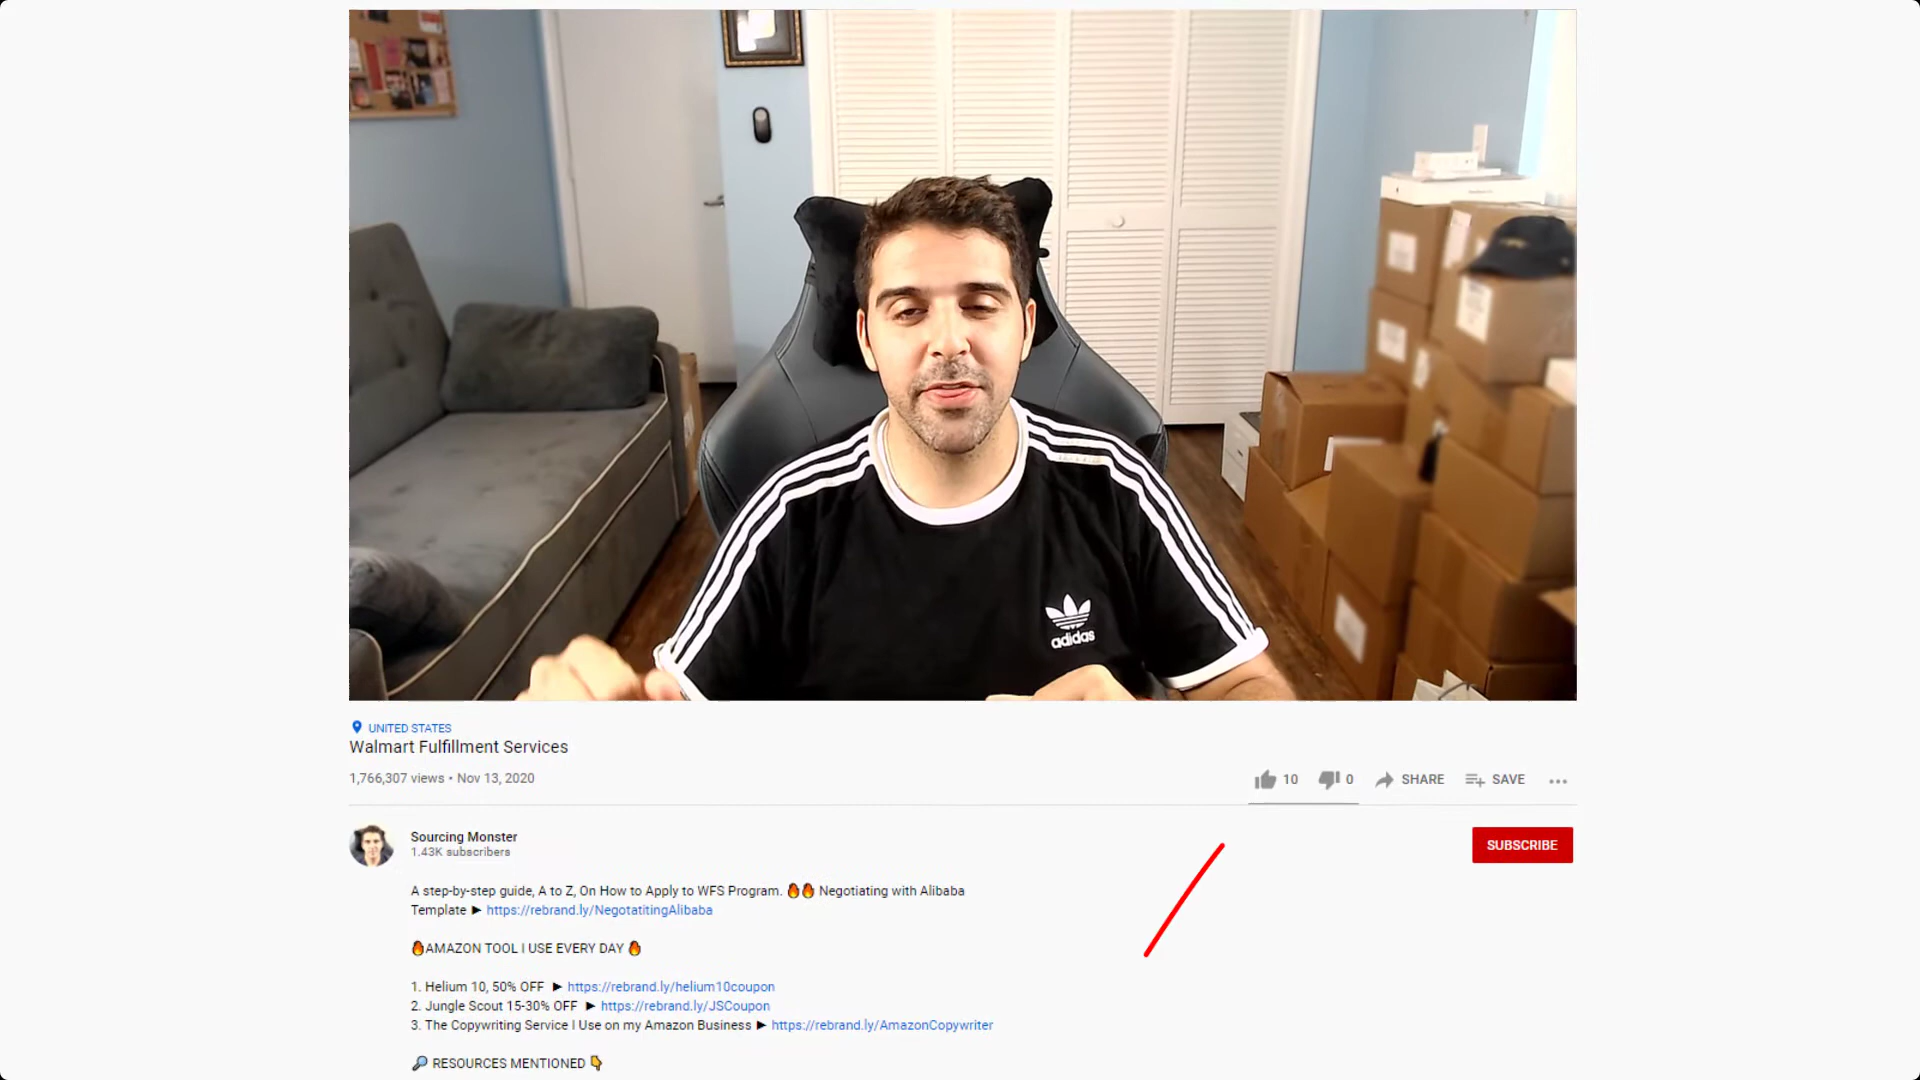 adidas
UNITED STATES
Walmart Fulfillment Services
1,766,307 views • Nov 13, 2020
10
0
SHARE
SAVE
Sourcing Monster
1.43K subscribers
SUBSCRIBE
A step-by-step guide, A to Z, On How to Apply to WFS Program. 🔥🔥 Negotiating with Alibaba
Template ► https://rebrand.ly/NegotatitingAlibaba
🔥AMAZON TOOL I USE EVERY DAY 🔥
1. Helium 10, 50% OFF ► https://rebrand.ly/helium10coupon
2. Jungle Scout 15-30% OFF ► https://rebrand.ly/JSCoupon
3. The Copywriting Service I Use on my Amazon Business ► https://rebrand.ly/AmazonCopywriter
🔎 RESOURCES MENTIONED 👇